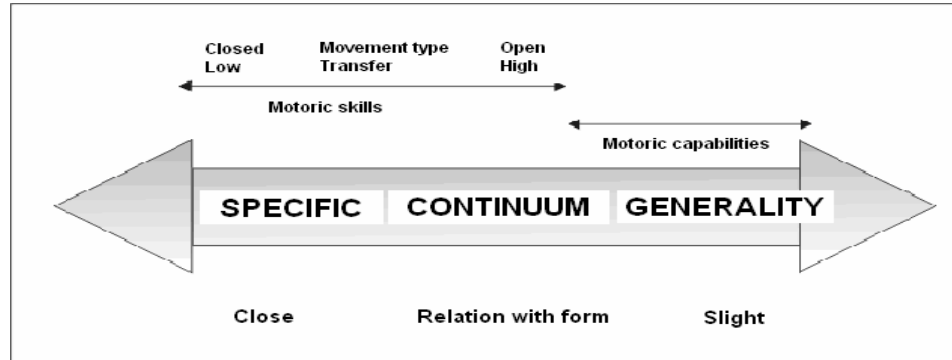 Closed Movement type Open
Low Transfer High
Motoric skills
Motoric capabilities
SPECIFIC CONTINUUM GENERALITY
Close Relation with form Slight